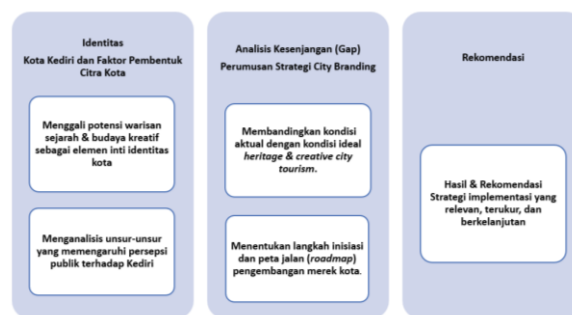 Identitas
Kota Kediri dan Faktor Pembentuk
Citra Kota
Menggali potensi warisan
sejarah & budaya kreatif
sebagai elemen inti identitas
kota
Menganalisis unsur-unsur
yang memengaruhi persepsi
publik terhadap Kediri
Analisis Kesenjangan (Gap)
Perumusan Strategi City Branding
Membandingkan kondisi
aktual dengan kondisi ideal
heritage & creative city
tourism.
Menentukan langkah inisiasi
dan peta jalan (roadmap)
pengembangan merek kota.
Rekomendasi
Hasil & Rekomendasi
Strategi implementasi yang
relevan, terukur, dan
berkelanjutan